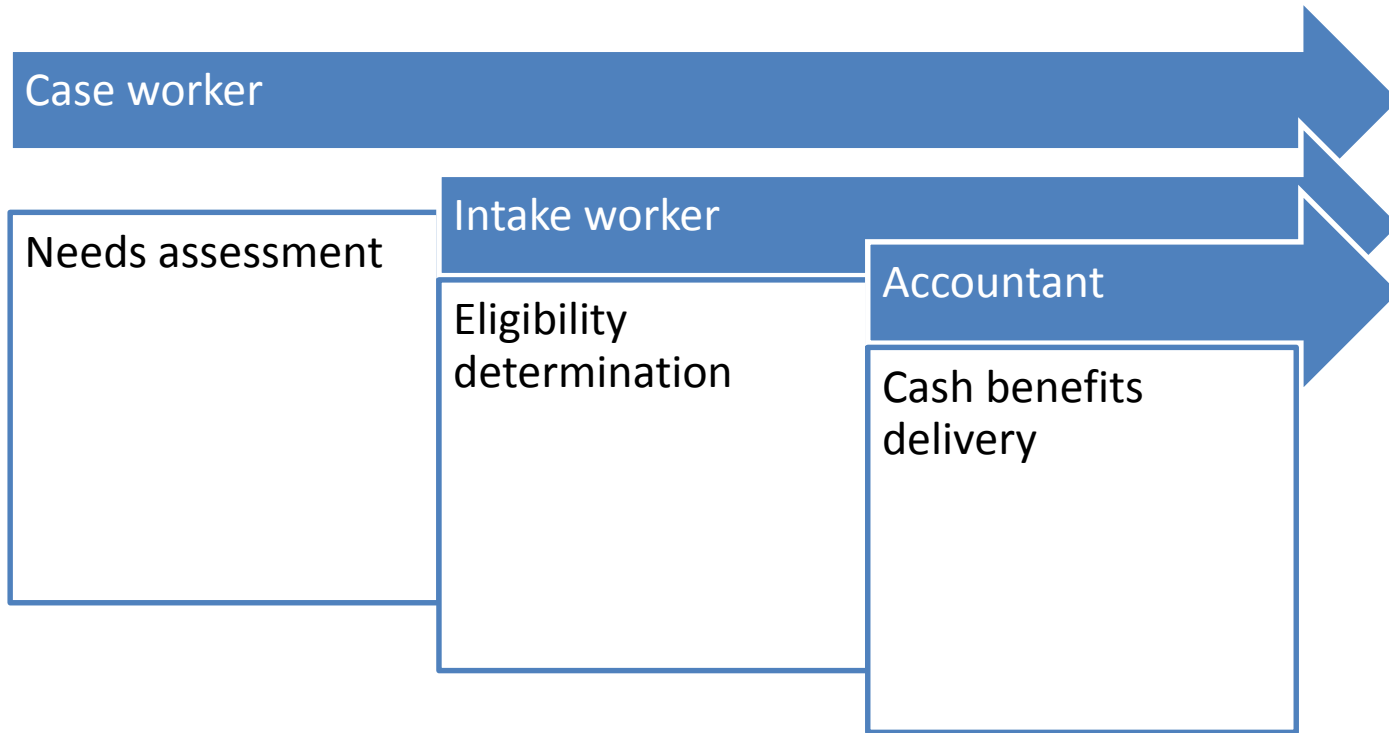 Case worker
Needs assessment
Intake worker
Eligibility
determination
Accountant
Cash benefits
delivery